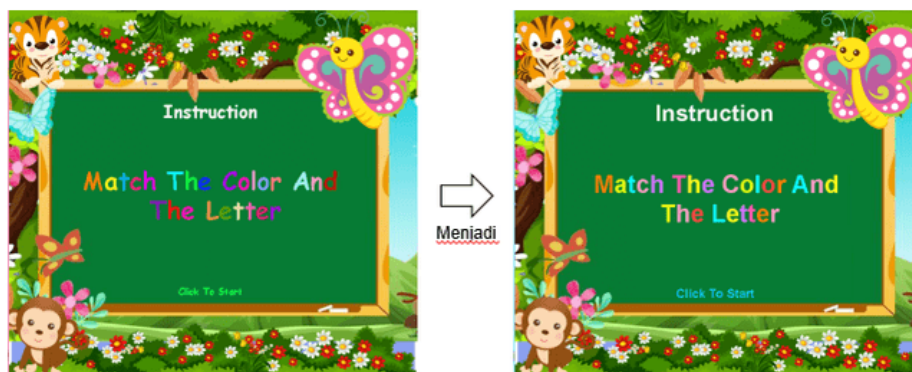 Instruction
Match The Color And
The Letter
Click To Start
Menjadi
Instruction
Match The Color And
The Letter
Click To Start